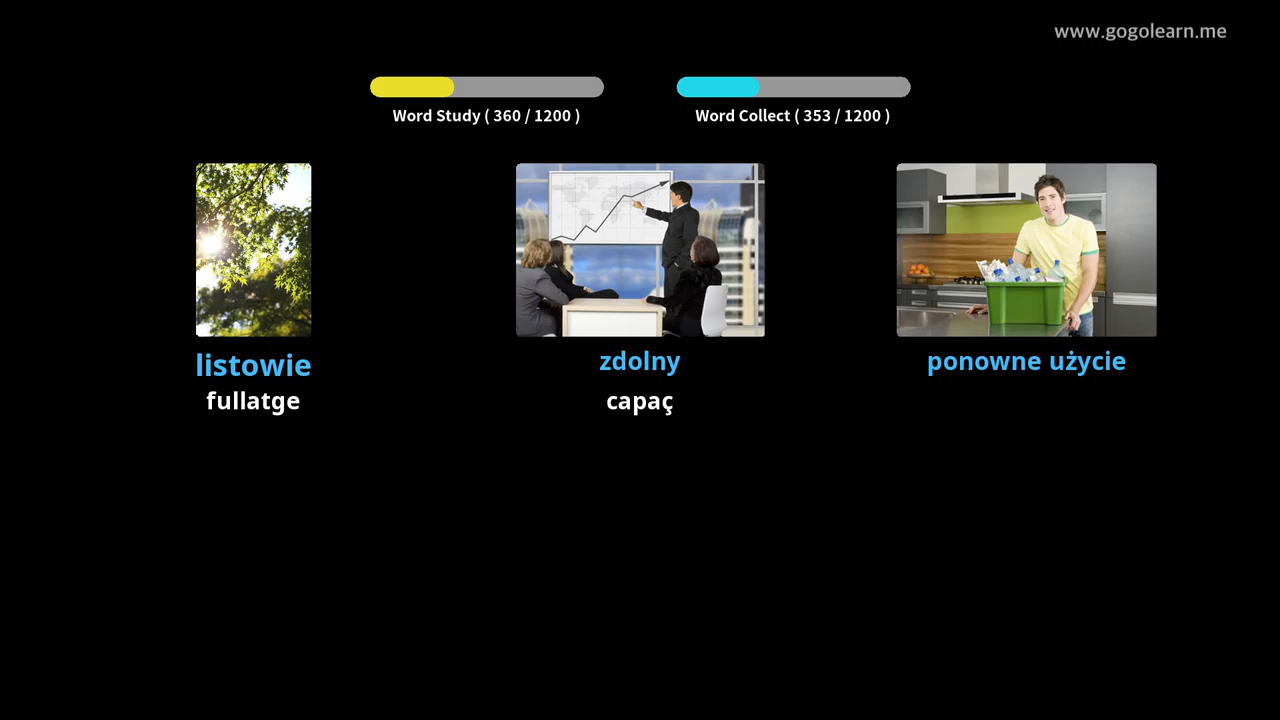 www.gogolearn.me
Word Study ( 360 / 1200 )
Word Collect ( 353 / 1200 )
listowie
fullatge
zdolny
capaç
ponowne użycie